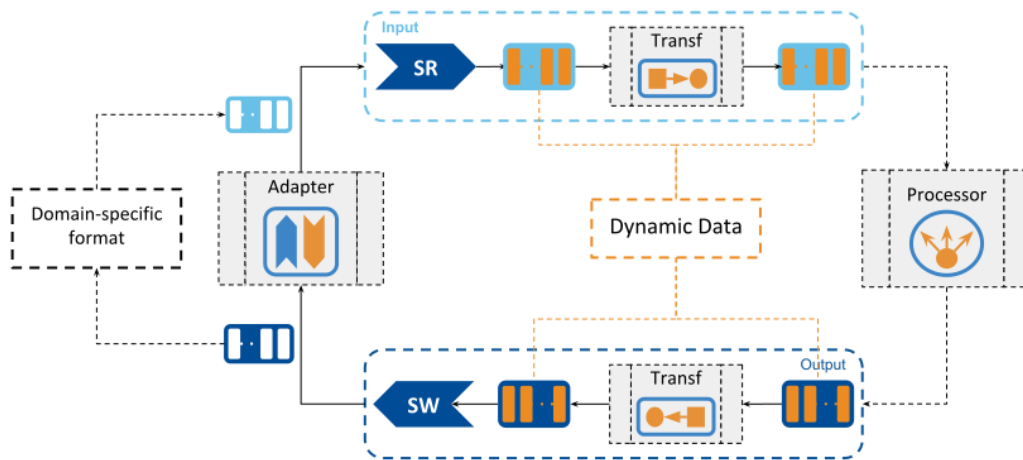 Input
SR
Transf
Adapter
Domain-specific
format
Dynamic Data
Processor
Output
SW
Transf